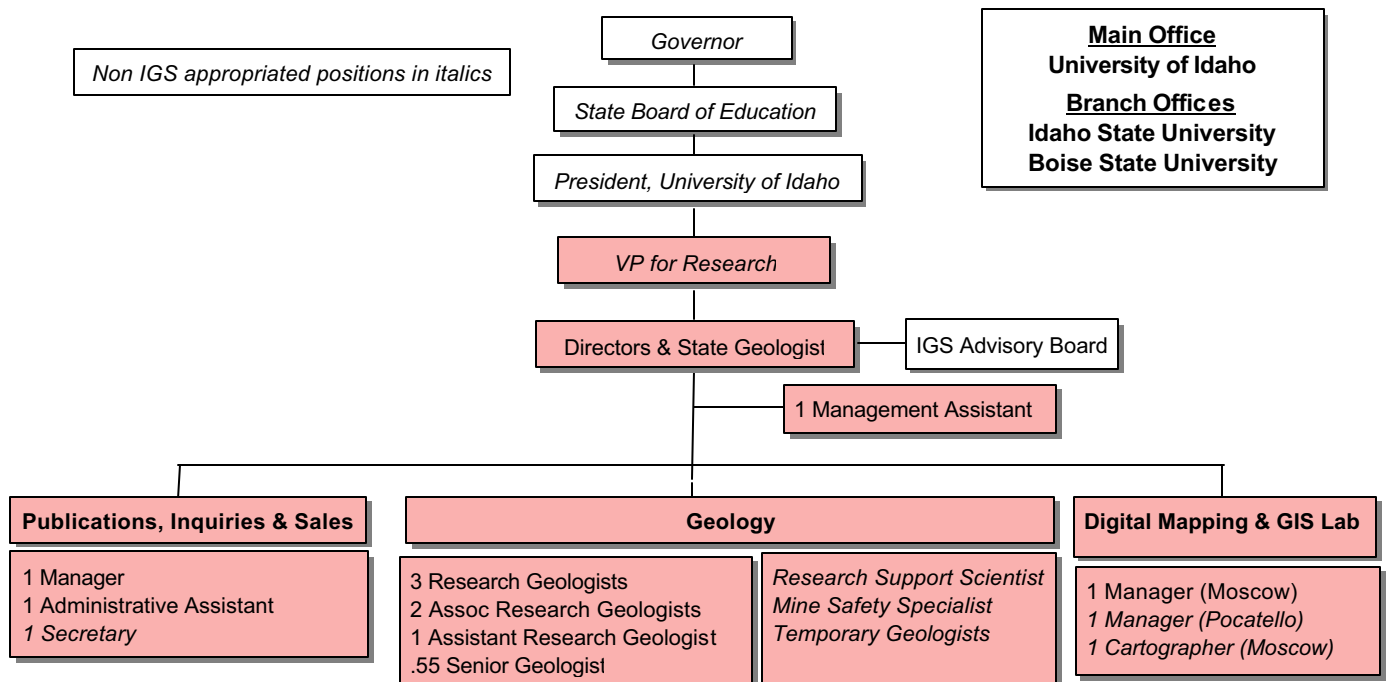 Governor
Non IGS appropriated positions in italics
Main Office
University of Idaho
Branch Offices
Idaho State University
Boise State University
State Board of Education
President, University of Idaho
VP for Research
Directors & State Geologist
IGS Advisory Board
1 Management Assistant
Publications, Inquiries & Sales
1 Manager
1 Administrative Assistant
1 Secretary
Geology
3 Research Geologists
2 Assoc Research Geologists
1 Assistant Research Geologist
.55 Senior Geologist
Research Support Scientist
Mine Safety Specialist
Temporary Geologists
Digital Mapping & GIS Lab
1 Manager (Moscow)
1 Manager (Pocatello)
1 Cartographer (Moscow)